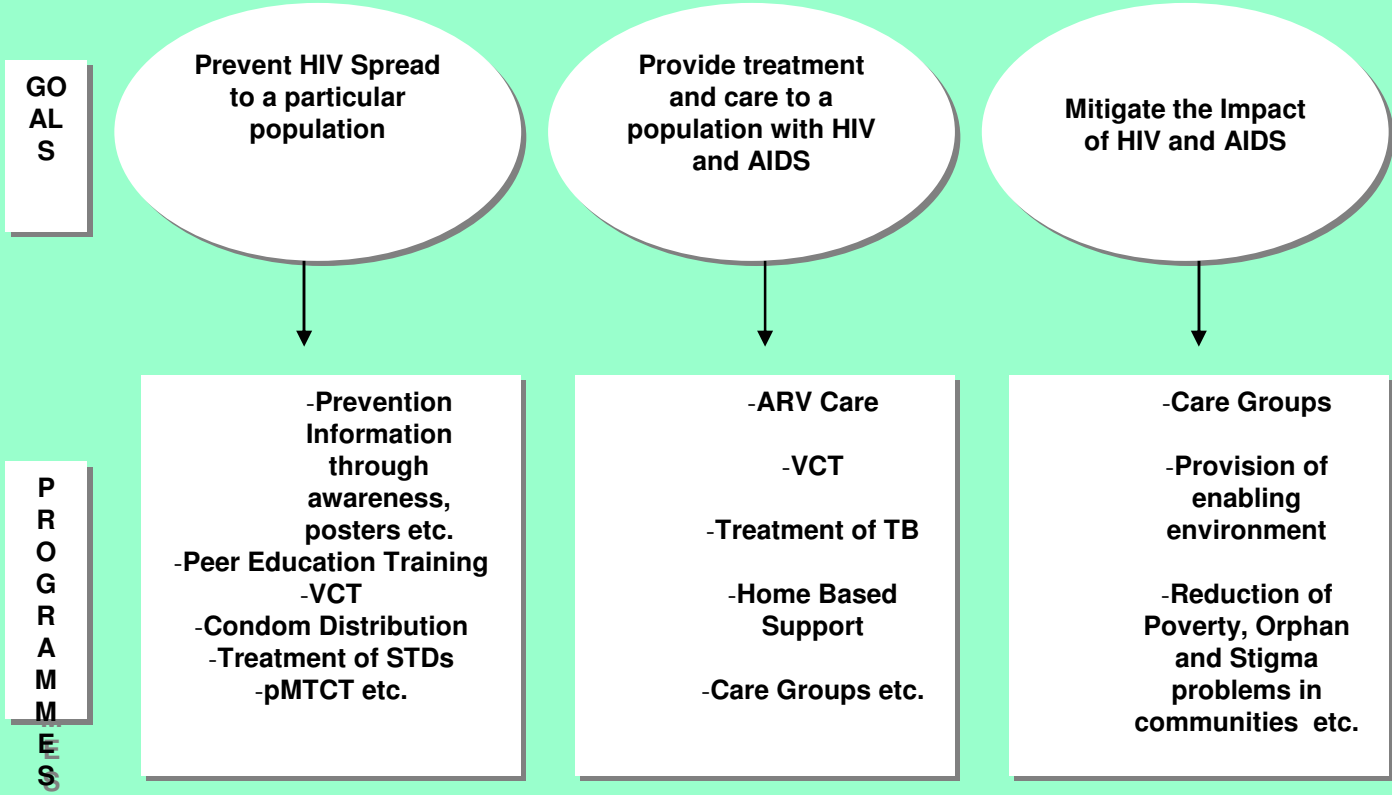 GO
AL
S
Prevent HIV Spread
to a particular
population
Provide treatment
and care to a
population with HIV
and AIDS
Mitigate the Impact
of HIV and AIDS
P
R
O
G
R
A
M
M
E
S
-Prevention
Information
through
awareness,
posters etc.
-Peer Education Training
-VCT
-Condom Distribution
-Treatment of STDs
-pMTCT etc.
-ARV Care
-VCT
-Treatment of TB
-Home Based
Support
-Care Groups etc.
-Care Groups
-Provision of
enabling
environment
-Reduction of
Poverty, Orphan
and Stigma
problems in
communities etc.